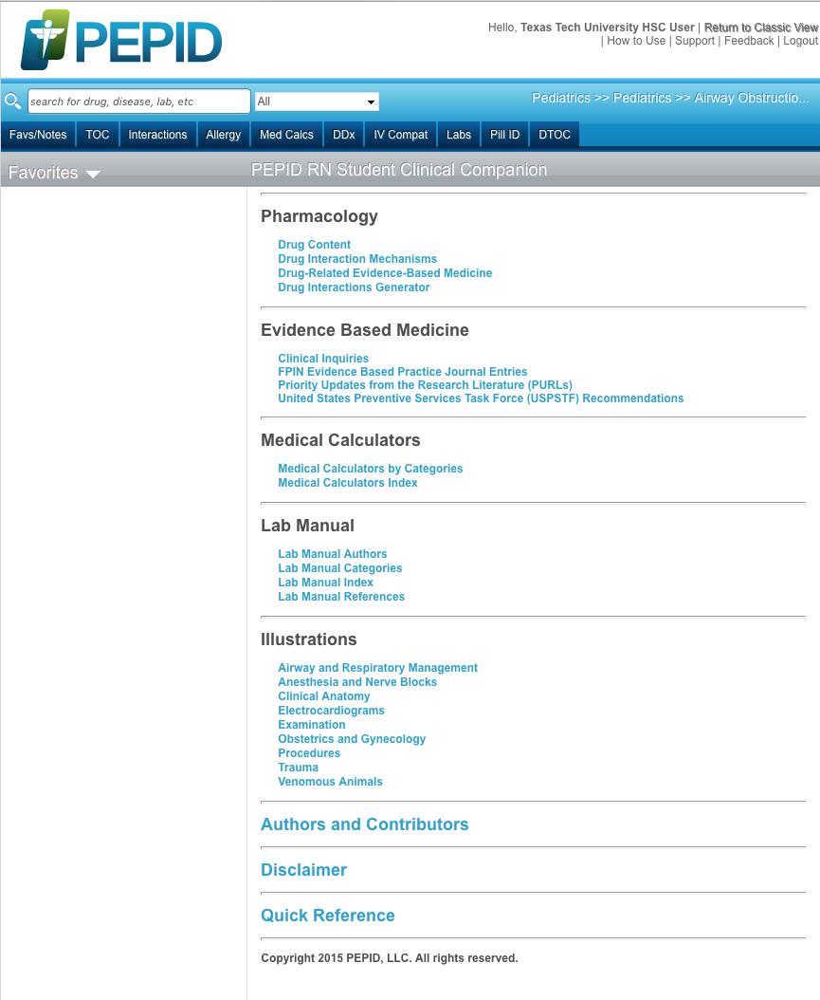 PEPID
Hello, Texas Tech University HSC User | Return to Classic View
| How to Use | Support | Feedback | Logout
search for drug, disease, lab, etc
All
Pediatrics >> Pediatrics >> Airway Obstructio...
Favs/Notes TOC Interactions Allergy Med Calcs DDx IV Compat Labs Pill ID DTOC
Favorites
PEPID RN Student Clinical Companion
Pharmacology
Drug Content
Drug Interaction Mechanisms
Drug-Related Evidence-Based Medicine
Drug Interactions Generator
Evidence Based Medicine
Clinical Inquiries
FPIN Evidence Based Practice Journal Entries
Priority Updates from the Research Literature (PURLs)
United States Preventive Services Task Force (USPSTF) Recommendations
Medical Calculators
Medical Calculators by Categories
Medical Calculators Index
Lab Manual
Lab Manual Authors
Lab Manual Categories
Lab Manual Index
Lab Manual References
Illustrations
Airway and Respiratory Management
Anesthesia and Nerve Blocks
Clinical Anatomy
Electrocardiograms
Examination
Obstetrics and Gynecology
Procedures
Trauma
Venomous Animals
Authors and Contributors
Disclaimer
Quick Reference
Copyright 2015 PEPID, LLC. All rights reserved.